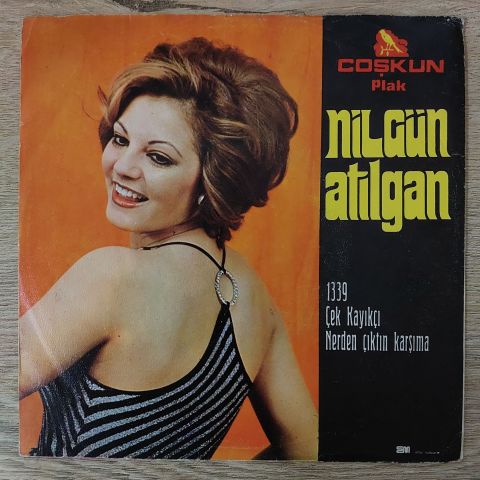 COŞKUN
Plak
nilgün
atılgan
1339
Çek Kayıkçı
Nerden çıktın karşıma